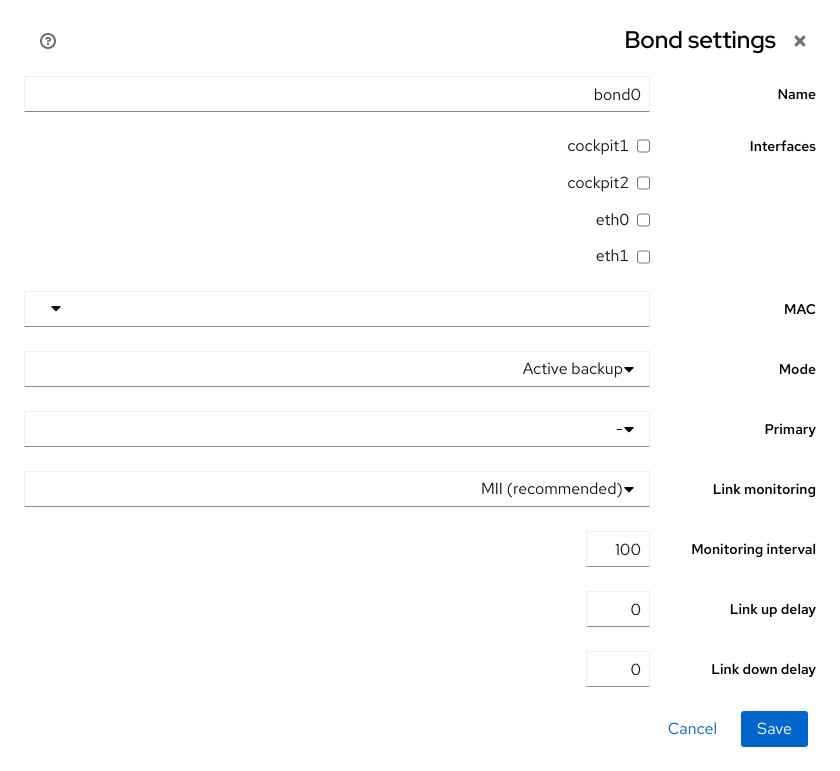 Bond settings
Name
bond0
Interfaces
cockpit1
cockpit2
eth0
eth1
MAC
Mode
Active backup
Primary
-
Link monitoring
MII (recommended)
Monitoring interval
100
Link up delay
0
Link down delay
0
Save
Cancel